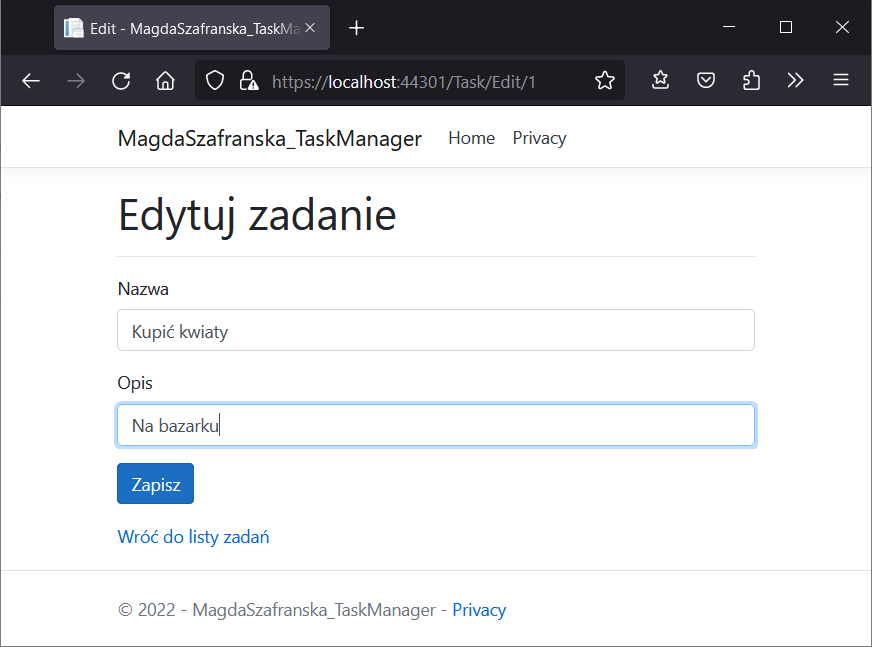 Edit - MagdaSzafranska_TaskMa
https://localhost:44301/Task/Edit/1
MagdaSzafranska_TaskManager Home Privacy
Edytuj zadanie
Nazwa
Kupić kwiaty
Opis
Na bazarku
Zapisz
Wróć do listy zadań
© 2022 - MagdaSzafranska_TaskManager - Privacy